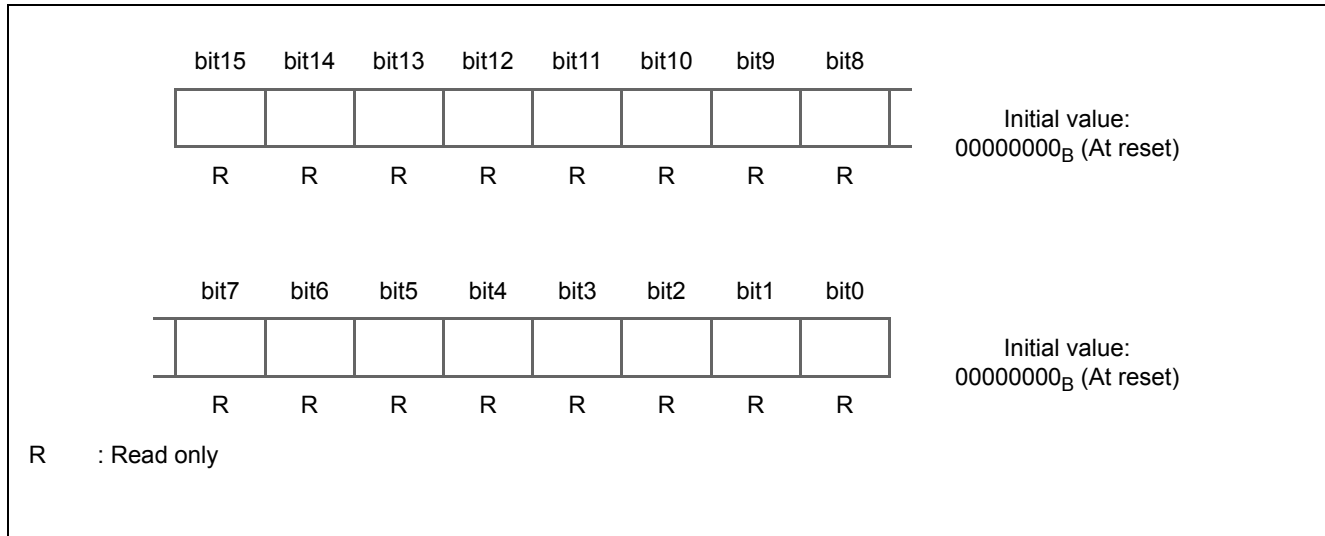 bit15 bit14 bit13 bit12 bit11 bit10 bit9 bit8
Initial value:
00000000B (At reset)
R R R R R R R R
bit7 bit6 bit5 bit4 bit3 bit2 bit1 bit0
Initial value:
00000000B (At reset)
R R R R R R R R
R : Read only